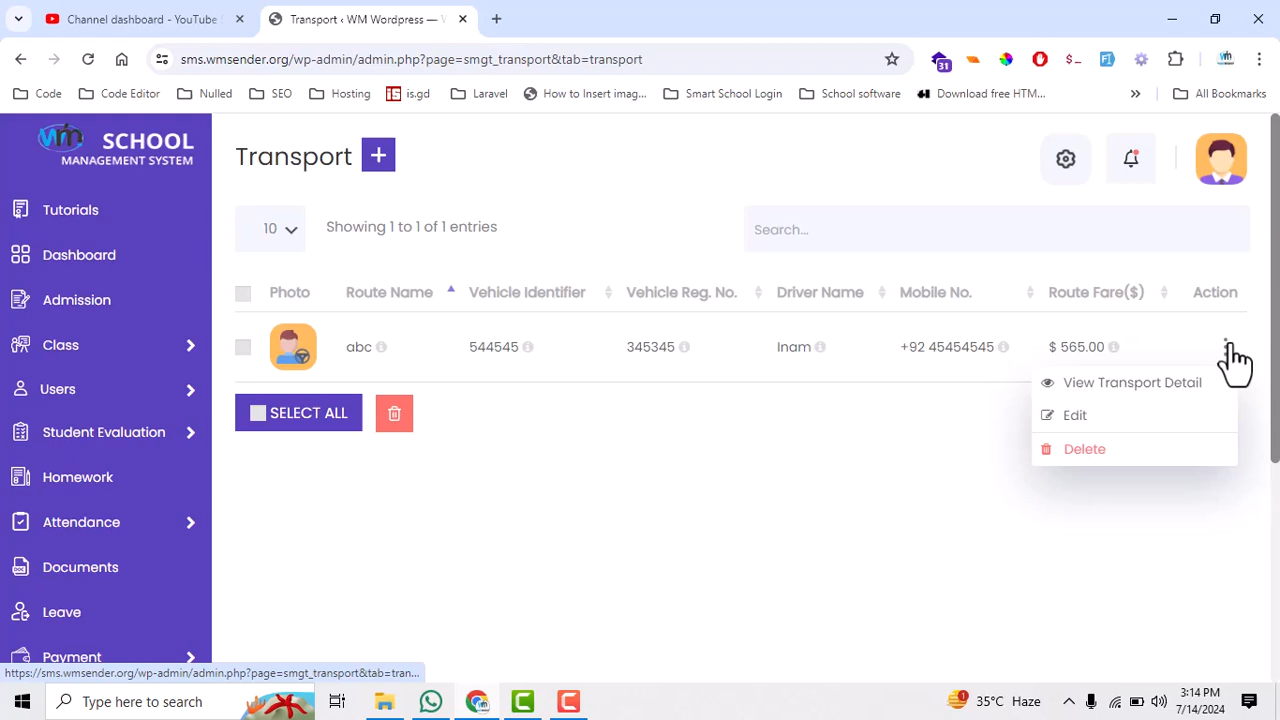 Channel dashboard - YouTube
Transport ‹ WM Wordpress —
sms.wmsender.org/wp-admin/admin.php?page=smgt_transport&tab=transport
31
Code
Code Editor
Nulled
SEO
Hosting
is.gd
Laravel
How to Insert imag...
Smart School Login
School software
Download free HTM...
All Bookmarks
wm SCHOOL
MANAGEMENT SYSTEM
Tutorials
Dashboard
Admission
Class
Users
Student Evaluation
Homework
Attendance
Documents
Leave
Payment
Transport
10
Showing 1 to 1 of 1 entries
Search...
Photo Route Name Vehicle Identifier Vehicle Reg. No. Driver Name Mobile No. Route Fare($) Action
abc 544545 345345 Inam +92 45454545 $ 565.00
View Transport Detail
Edit
Delete
SELECT ALL
https://sms.wmsender.org/wp-admin/admin.php?page=smgt_transport&tab=tran...
Type here to search
1
35°C Haze
3:14 PM
7/14/2024